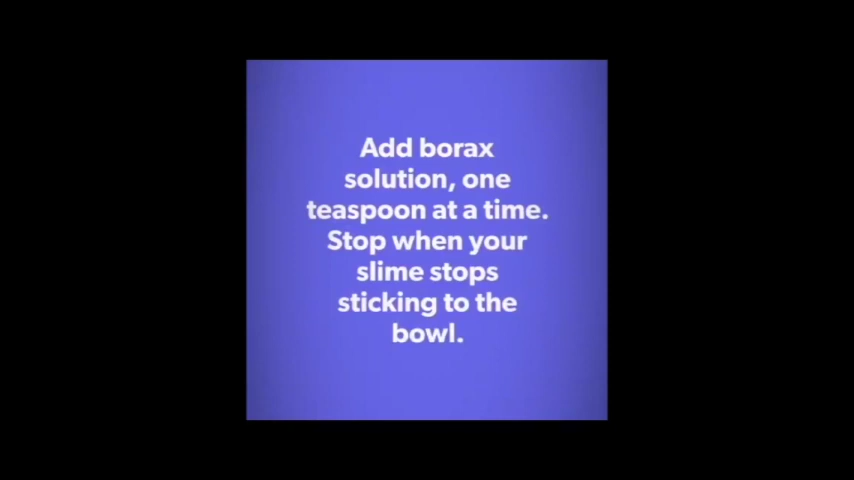 Add borax
solution, one
teaspoon at a time.
Stop when your
slime stops
sticking to the
bowl.